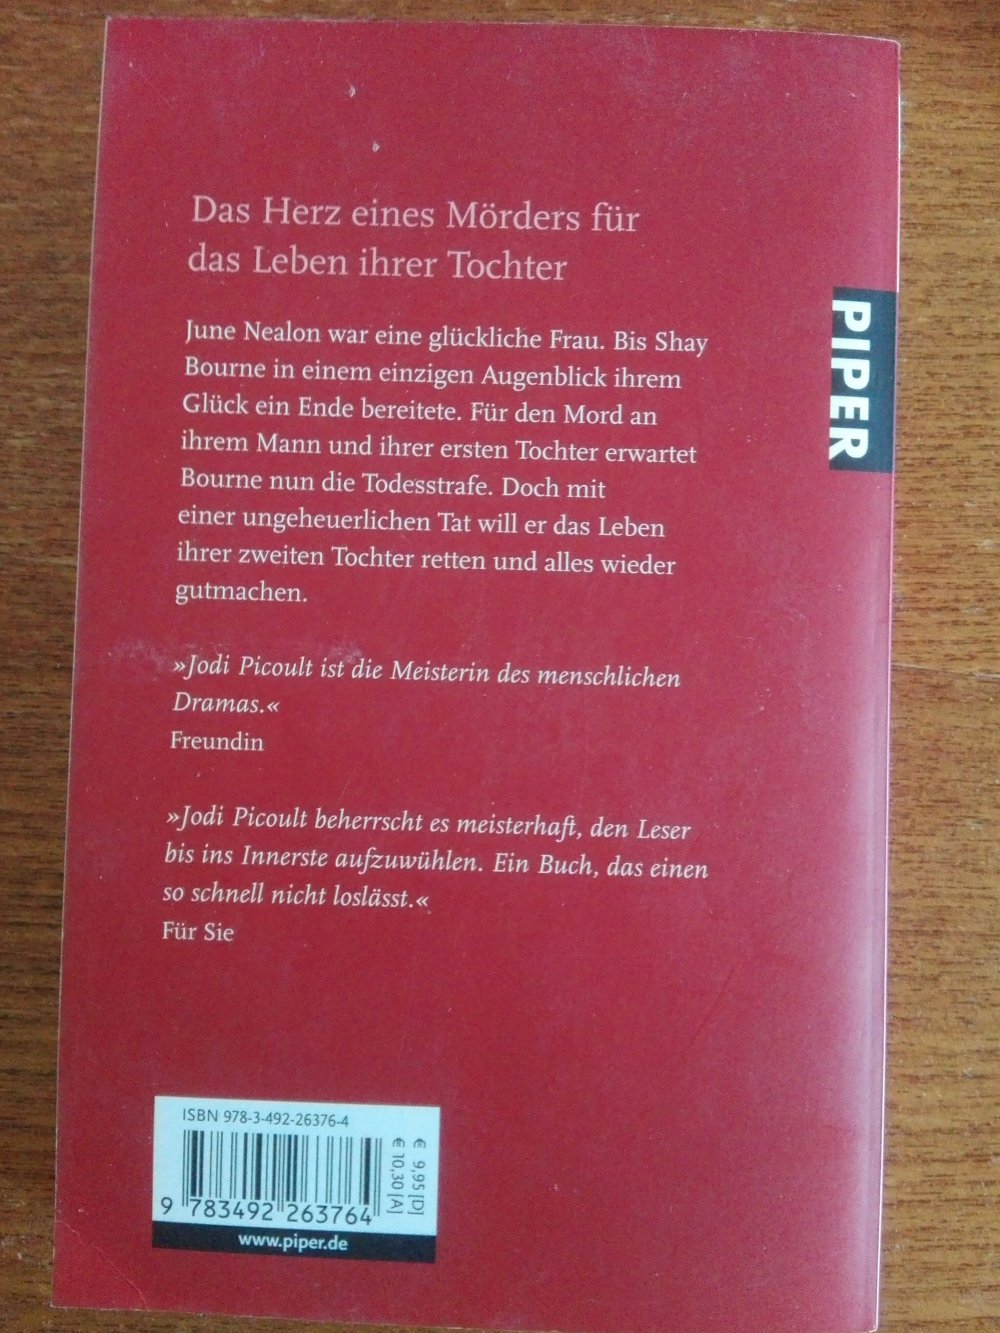 Das Herz eines Mörders für
das Leben ihrer Tochter
PIPER
June Nealon war eine glückliche Frau. Bis Shay
Bourne in einem einzigen Augenblick ihrem
Glück ein Ende bereitete. Für den Mord an
ihrem Mann und ihrer ersten Tochter erwartet
Bourne nun die Todesstrafe. Doch mit
einer ungeheuerlichen Tat will er das Leben
ihrer zweiten Tochter retten und alles wieder
gutmachen.
»Jodi Picoult ist die Meisterin des menschlichen
Dramas.«
Freundin
»Jodi Picoult beherrscht es meisterhaft, den Leser
bis ins Innerste aufzuwühlen. Ein Buch, das einen
so schnell nicht loslässt.«
Für Sie
ISBN 978-3-492-26376-4
€ 9,95 [D]
€ 10,30 [A]
9 783492 263764
www.piper.de